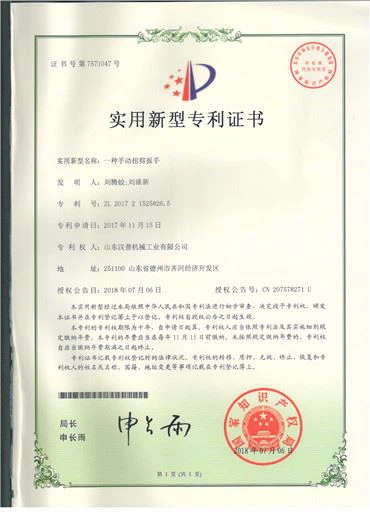 证书号第7571047号
实用新型专利证书
实用新型名称：一种手动扭剪扳手
发明人：刘腾蛟;刘维新
专利号：ZL 2017 2 1525826.5
专利申请日：2017年11月15日
专利权人：山东汉普机械工业有限公司
地址：251100 山东省德州市齐河经济开发区
授权公告日：2018年07月06日 授权公告号：CN 207578271 U
本实用新型经过本局依照中华人民共和国专利法进行初步审查，决定授予专利权，颁发
本证书并在专利登记簿上予以登记。专利权自授权公告之日起生效。
本专利的专利权期限为十年，自申请日起算。专利权人应当依照专利法及其实施细则规
定缴纳年费。本专利的年费应当在每年11月15日前缴纳。未按照规定缴纳年费的，专利权
自应当缴纳年费期满之日起终止。
专利证书记载专利权登记时的法律状况。专利权的转移、质押、无效、终止、恢复和专
利权人的姓名或名称、国籍、地址变更等事项记载在专利登记簿上。
局长
申长雨
申长雨
国家知识产权局
2018年07月06日
第1页（共1页）